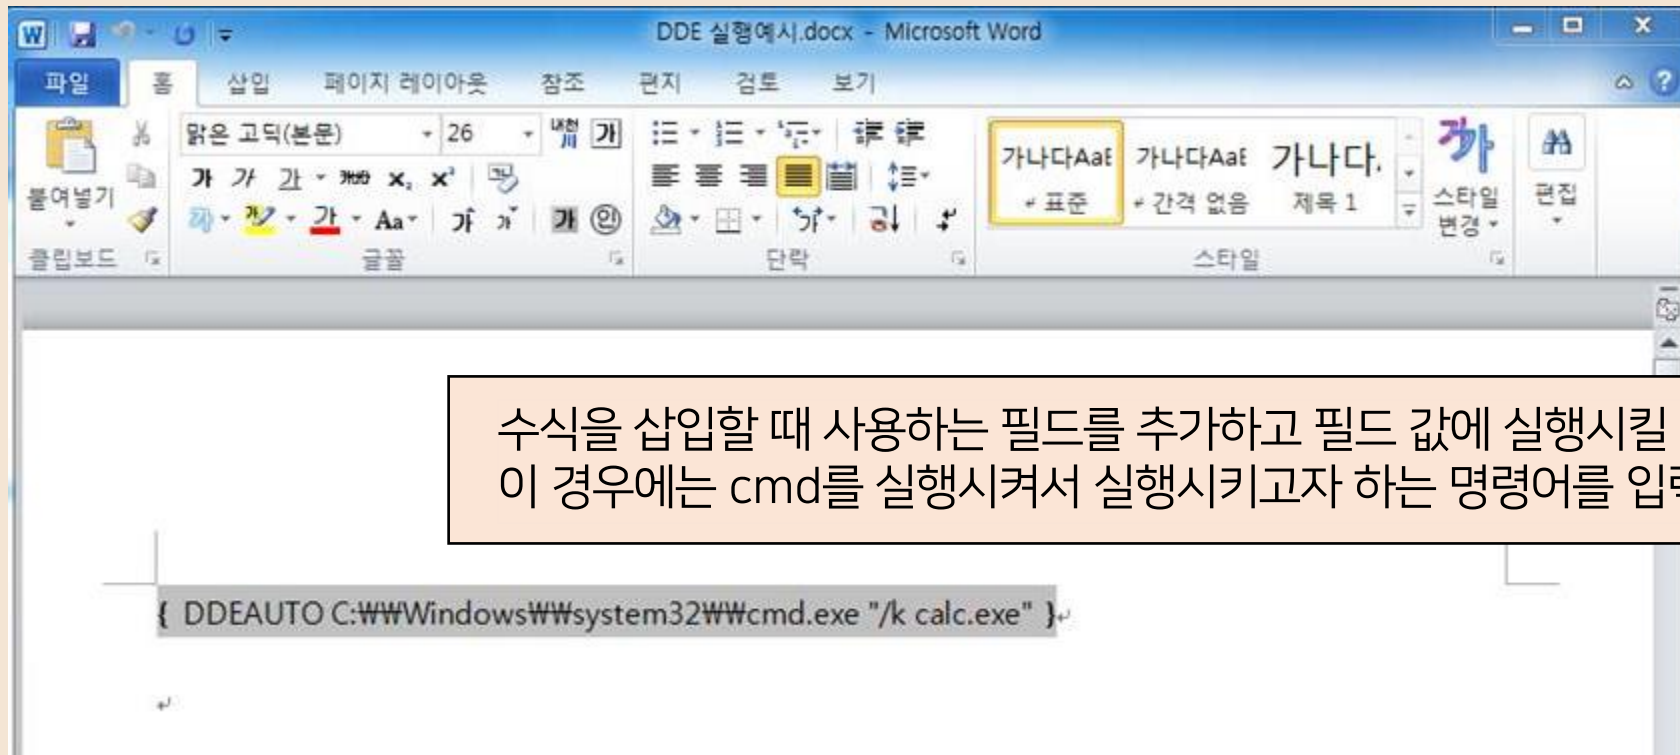 DDE 실행예시.docx - Microsoft Word
파일 홈 삽입 페이지 레이아웃 참조 편지 검토 보기
맑은 고딕(본문) 26
붙여넣기
가나다AaB 가나다AaB 가나다.
표준 간격 없음 제목 1
스타일 변경
편집
클립보드 글꼴 단락 스타일
수식을 삽입할 때 사용하는 필드를 추가하고 필드 값에 실행시킬
이 경우에는 cmd를 실행시켜서 실행시키고자 하는 명령어를
{ DDEAUTO C:₩₩Windows₩₩system32₩₩cmd.exe "/k calc.exe" }